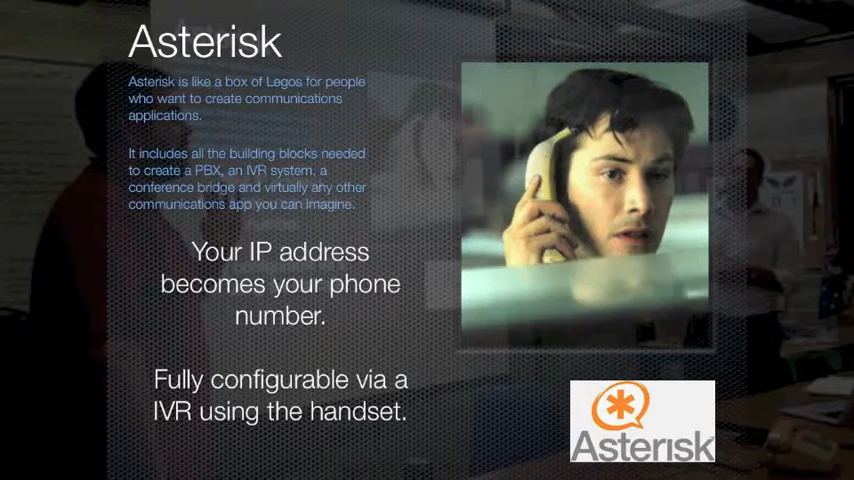 Asterisk
Asterisk is like a box of Legos for people
who want to create communications
applications.
It includes all the building blocks needed
to create a PBX, an IVR system, a
conference bridge and virtually any other
communications app you can imagine.
Your IP address
becomes your phone
number.
Fully configurable via a
IVR using the handset.
Asterisk